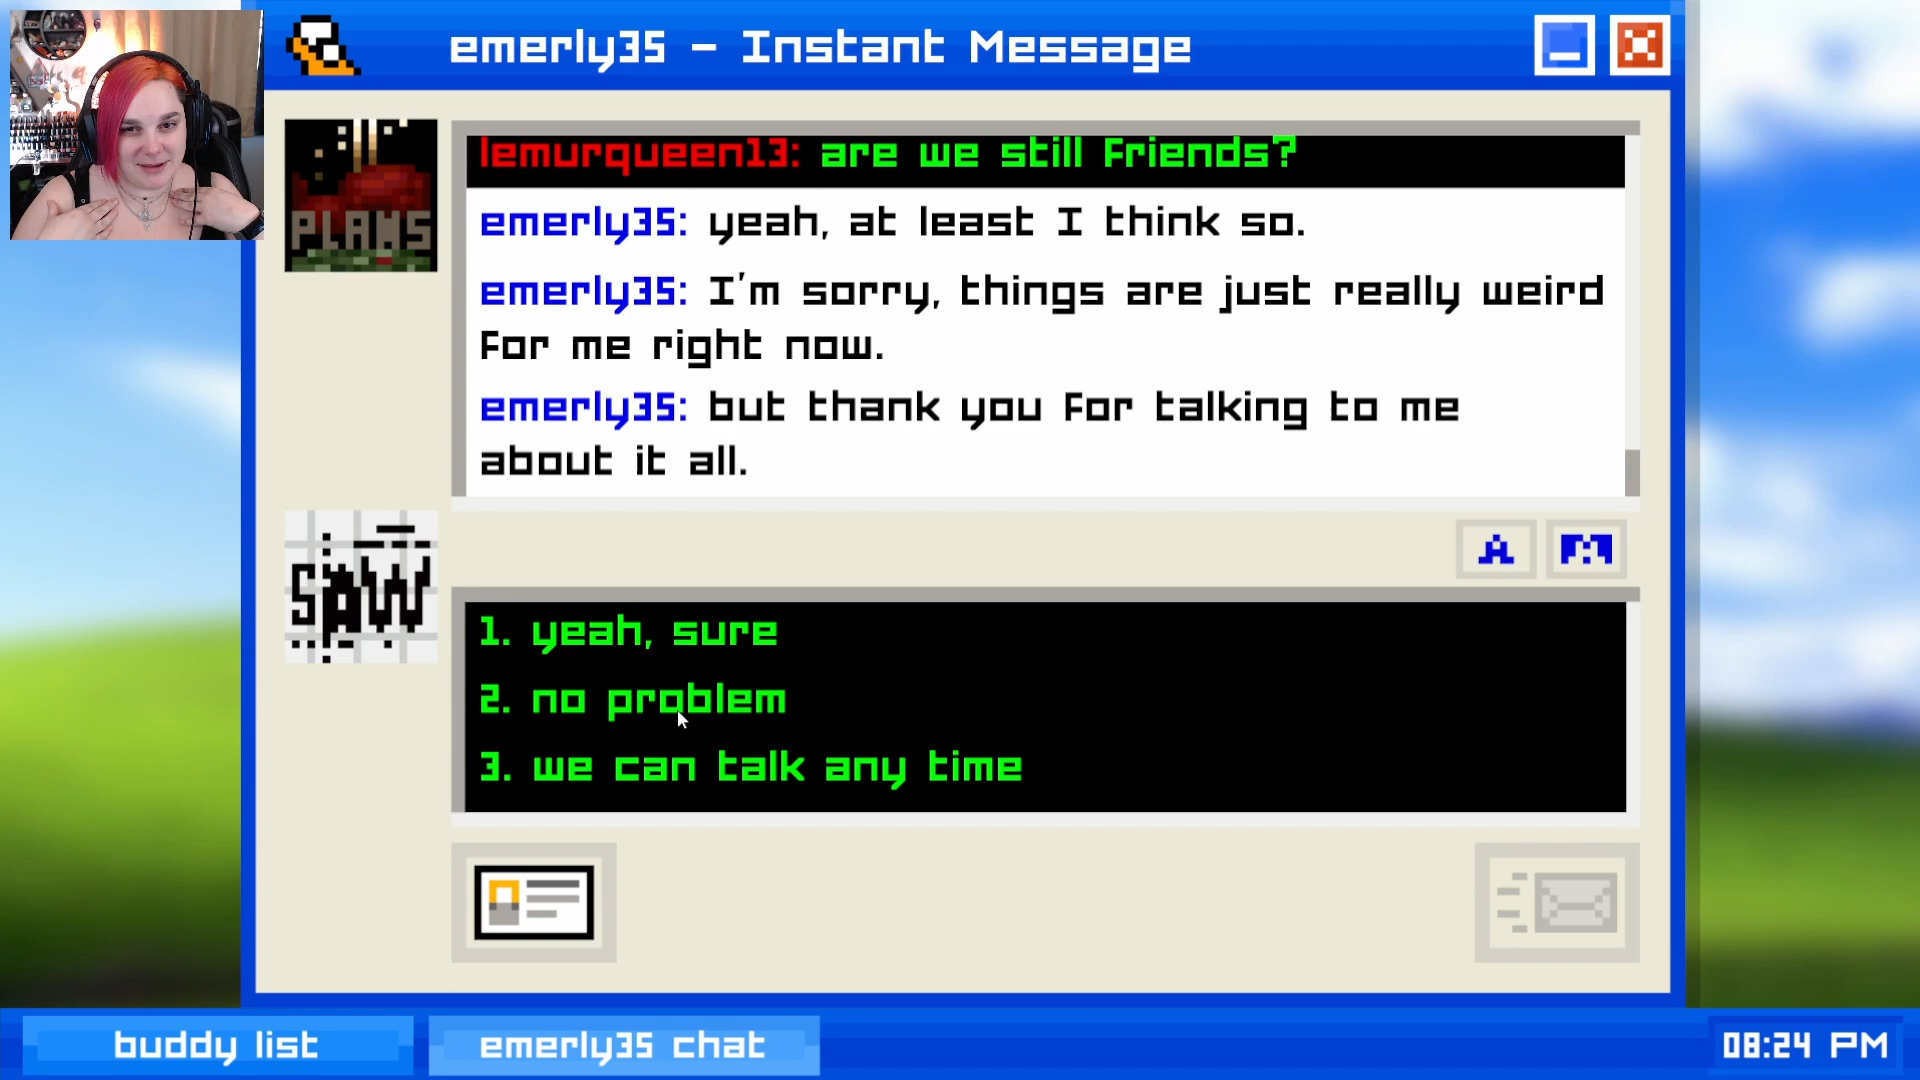 emerly35 - Instant Message
PLANS
lemurqueen13: are we still friends?
emerly35: yeah, at least I think so.
emerly35: I'm sorry, things are just really weird
for me right now.
emerly35: but thank you for talking to me
about it all.
SAW
A
1. yeah, sure
2. no problem
3. we can talk any time
buddy list
emerly35 chat
08:24 PM